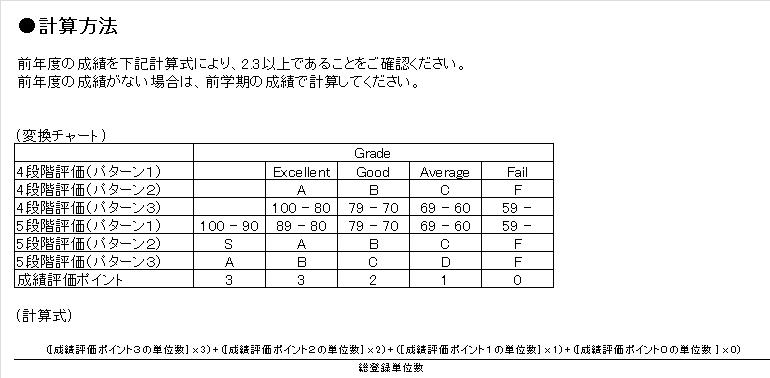 ●計算方法
前年度の成績を下記計算式により、2.3以上であることをご確認ください。
前年度の成績がない場合は、前学期の成績で計算してください。
(変換チャート)
Grade
4段階評価(パターン1) Excellent Good Average Fail
4段階評価(パターン2) A B C F
4段階評価(パターン3) 100-80 79-70 69-60 59-
5段階評価(パターン1) 100-90 89-80 79-70 69-60 59-
5段階評価(パターン2) S A B C F
5段階評価(パターン3) A B C D F
成績評価ポイント 3 3 2 1 0
(計算式)
([成績評価ポイント3の単位数]×3)+([成績評価ポイント2の単位数]×2)+([成績評価ポイント1の単位数]×1)+([成績評価ポイント0の単位数]×0)
総登録単位数